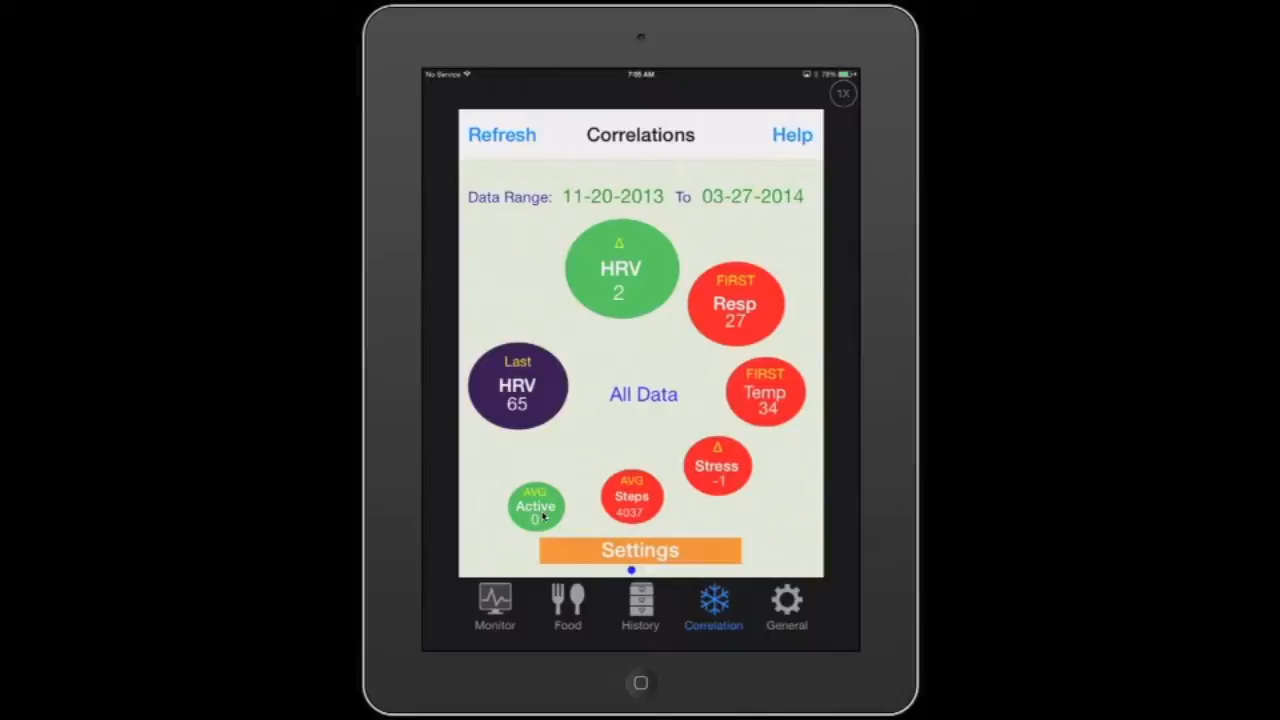 No Service
7:05 AM
78%
1X
Refresh
Correlations
Help
Data Range: 11-20-2013 To 03-27-2014
Δ
HRV
2
FIRST
Resp
27
Last
HRV
65
All Data
FIRST
Temp
34
Δ
Stress
-1
AVG
Steps
4037
AVG
Active
0
Settings
Monitor
Food
History
Correlation
General